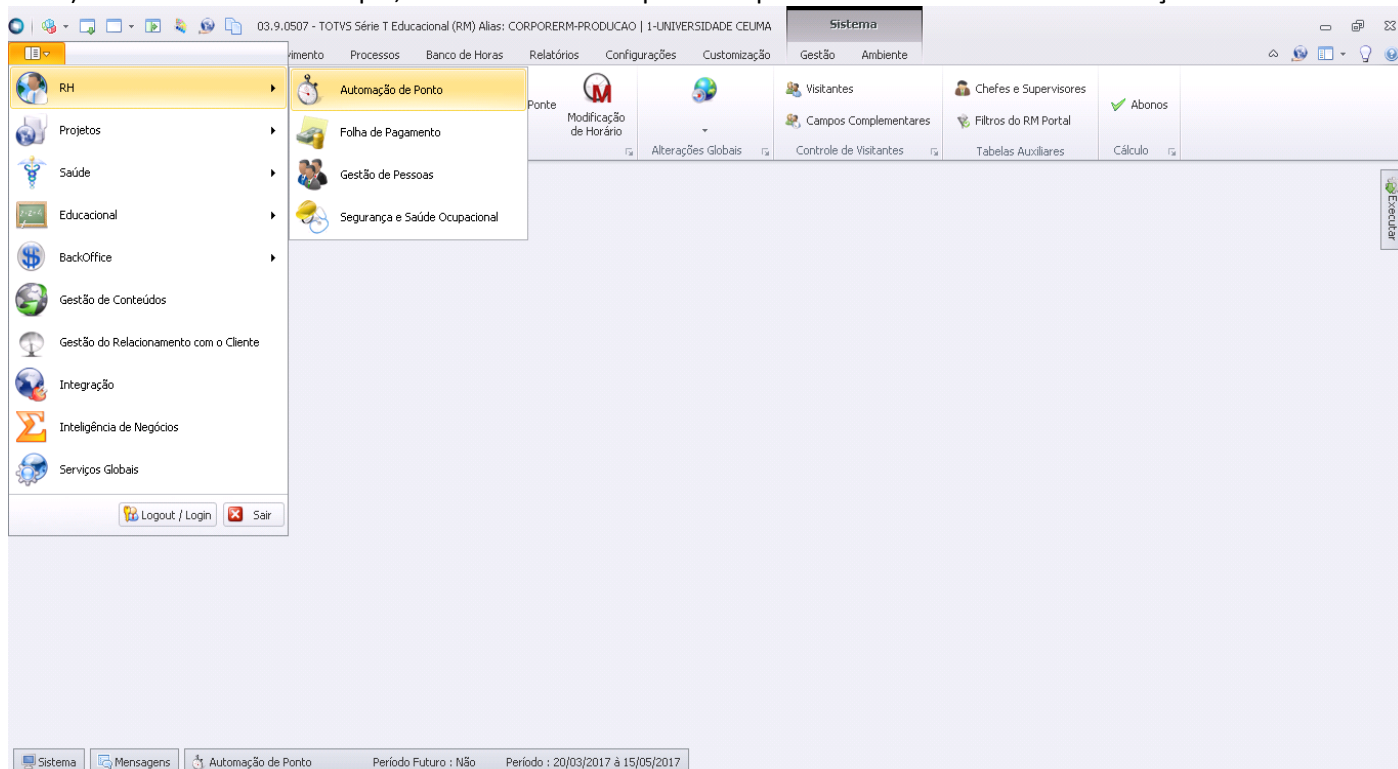 03.9.0507 - TOTVS Série T Educacional (RM) Alias: CORPORERM-PRODUCAO | 1-UNIVERSIDADE CEUMA
Sistema
vimento Processos Banco de Horas Relatórios Configurações Customização Gestão Ambiente
RH
Automação de Ponto
Projetos
Folha de Pagamento
Saúde
Gestão de Pessoas
Educacional
Segurança e Saúde Ocupacional
BackOffice
Gestão de Conteúdos
Gestão do Relacionamento com o Cliente
Integração
Inteligência de Negócios
Serviços Globais
Logout / Login Sair
Ponte
Modificação
de Horário
Alterações Globais
Visitantes
Campos Complementares
Controle de Visitantes
Chefes e Supervisores
Filtros do RM Portal
Tabelas Auxiliares
Abonos
Cálculo
Executar
Sistema Mensagens Automação de Ponto Período Futuro : Não Período : 20/03/2017 à 15/05/2017